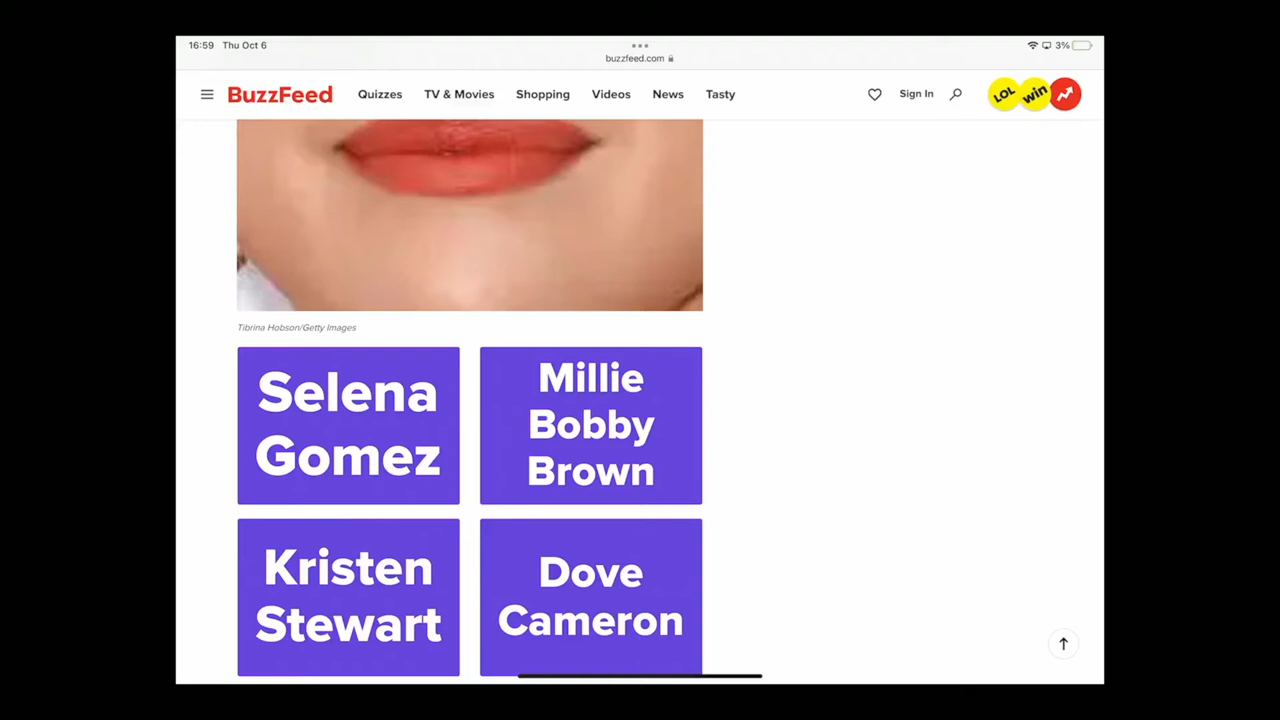 16:59 Thu Oct 6 3%
buzzfeed.com
BuzzFeed Quizzes TV & Movies Shopping Videos News Tasty Sign In LOL win
Tibrina Hobson/Getty Images
Selena
Gomez
Millie
Bobby
Brown
Kristen
Stewart
Dove
Cameron